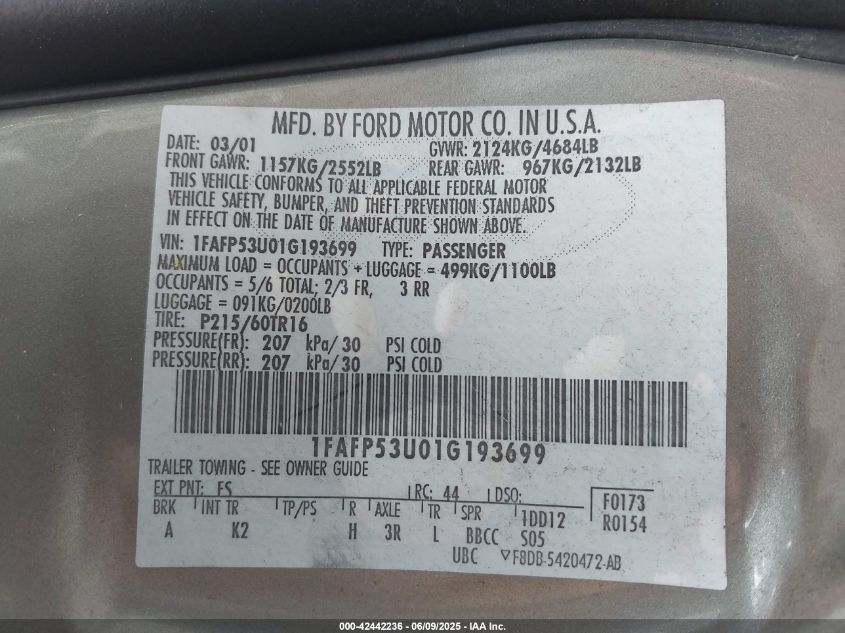 MFD. BY FORD MOTOR CO. IN U.S.A.
DATE: 03/01 GVWR: 2124KG/4684LB
FRONT GAWR: 1157KG/2552LB REAR GAWR: 967KG/2132LB
THIS VEHICLE CONFORMS TO ALL APPLICABLE FEDERAL MOTOR
VEHICLE SAFETY, BUMPER, AND THEFT PREVENTION STANDARDS
IN EFFECT ON THE DATE OF MANUFACTURE SHOWN ABOVE.
VIN: 1FAFP53U01G193699 TYPE: PASSENGER
MAXIMUM LOAD = OCCUPANTS + LUGGAGE = 499KG/1100LB
OCCUPANTS = 5/6 TOTAL; 2/3 FR, 3 RR
LUGGAGE = 091KG/0200LB
TIRE: P215/60TR16
PRESSURE(FR): 207 kPa/30 PSI COLD
PRESSURE(RR): 207 kPa/30 PSI COLD
1FAFP53U01G193699
TRAILER TOWING - SEE OWNER GUIDE
EXT PNT: FS RC: 44 DSO: F0173
BRK INT TR TP/PS R AXLE TR SPR 1DD12 R0154
A K2 H 3R L BBCC S05
UBC ▽F8DB-5420472-AB
000-42442236 - 06/09/2025 - IAA Inc.